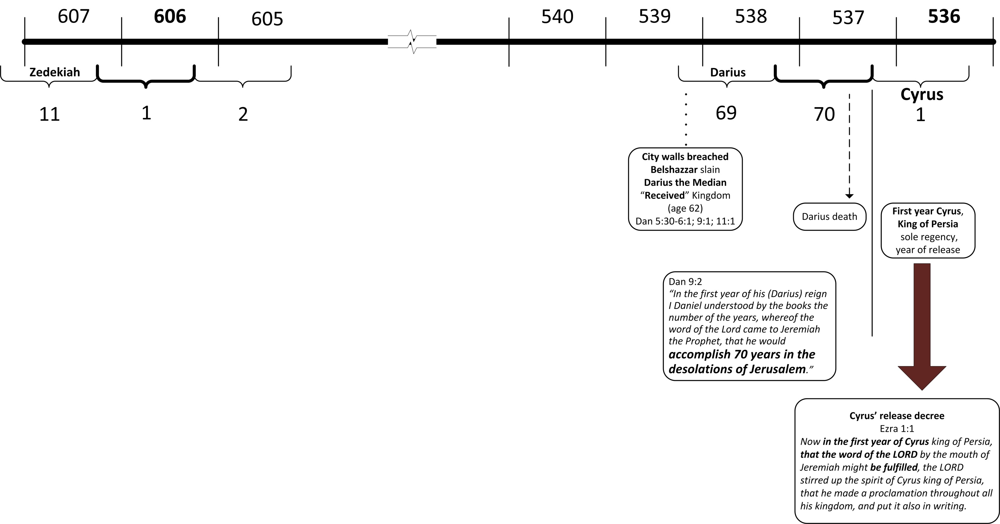 607 606 605 540 539 538 537 536
Zedekiah Darius
Cyrus
11 1 2 69 70 1
City walls breached
Belshazzar slain
Darius the Median
“Received” Kingdom
(age 62)
Dan 5:30-6:1; 9:1; 11:1
Darius death
First year Cyrus,
King of Persia
sole regency,
year of release
Dan 9:2
“In the first year of his (Darius) reign
I Daniel understood by the books the
number of the years, whereof the
word of the Lord came to Jeremiah
the Prophet, that he would
accomplish 70 years in the
desolations of Jerusalem.”
Cyrus’ release decree
Ezra 1:1
Now in the first year of Cyrus king of Persia,
that the word of the LORD by the mouth of
Jeremiah might be fulfilled, the LORD
stirred up the spirit of Cyrus king of Persia,
that he made a proclamation throughout all
his kingdom, and put it also in writing.